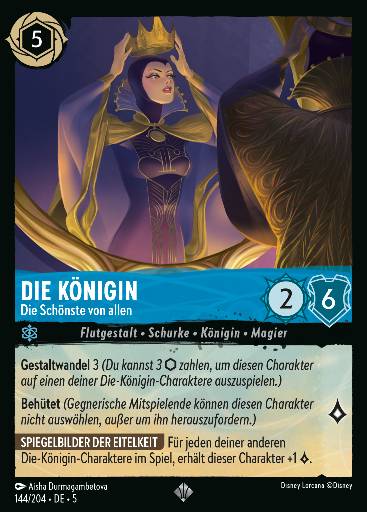 5
DIE KÖNIGIN
Die Schönste von allen
2
6
Flutgestalt • Schurke • Königin • Magier
Gestaltwandel 3 (Du kannst 3 zahlen, um diesen Charakter
auf einen deiner Die-Königin-Charaktere auszuspielen.)
Behütet (Gegnerische Mitspielende können diesen Charakter
nicht auswählen, außer um ihn herauszufordern.)
SPIEGELBILDER DER EITELKEIT Für jeden deiner anderen
Die-Königin-Charaktere im Spiel, erhält dieser Charakter +1.
Aisha Durmagambetova
144/204 • DE • 5
Disney Lorcana ©Disney